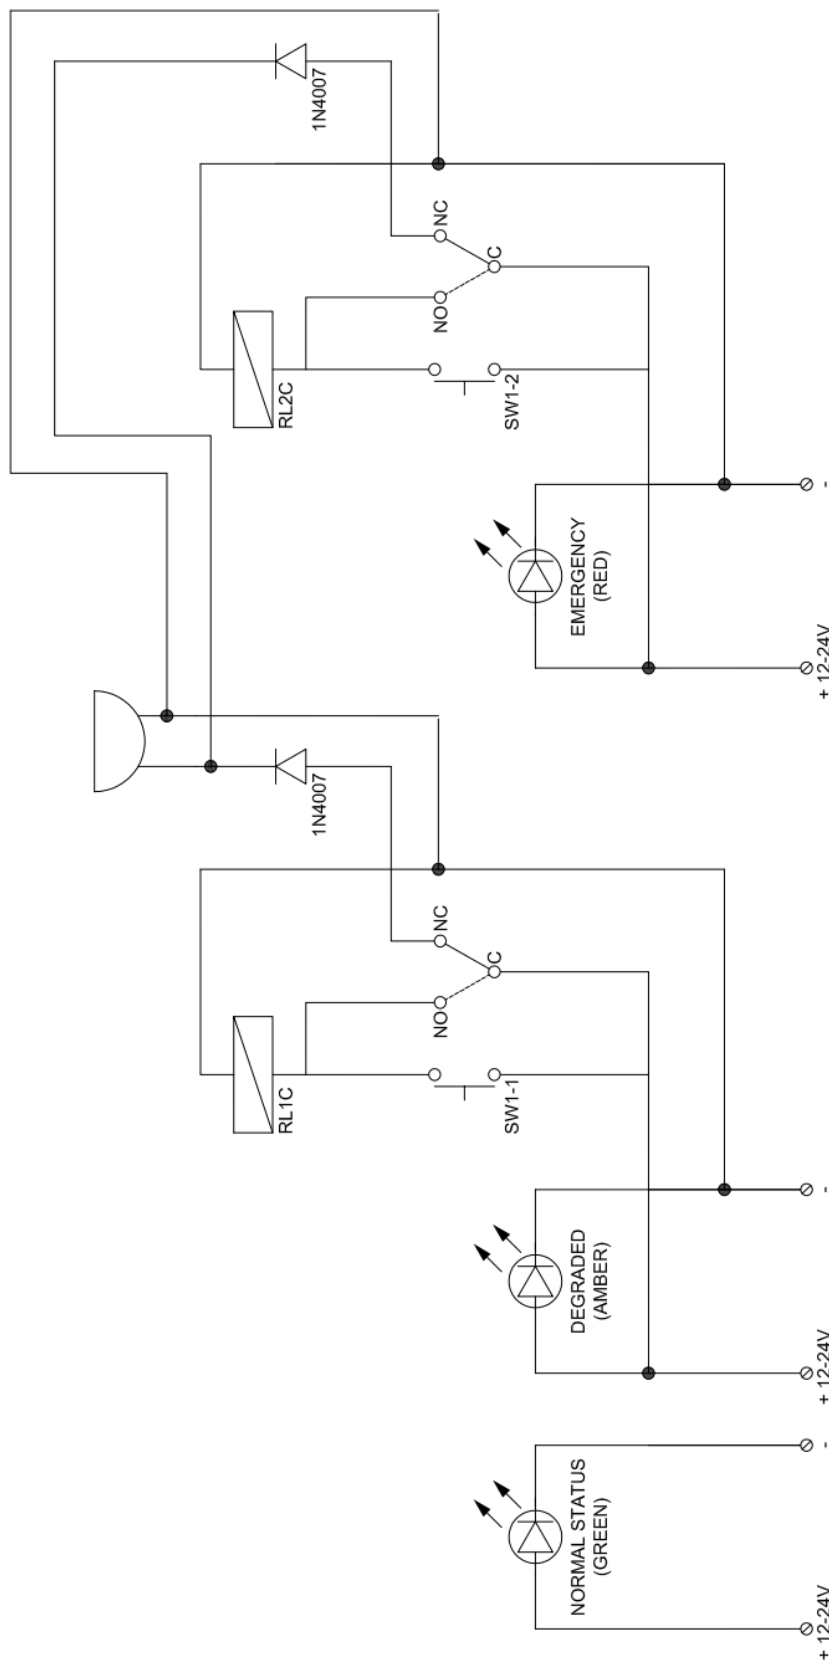 RL1C
RL2C
1N4007
1N4007
NO
NC
NO
NC
C
C
SW1-1
SW1-2
NORMAL STATUS
(GREEN)
DEGRADED
(AMBER)
EMERGENCY
(RED)
+ 12-24V
-
+ 12-24V
-
+ 12-24V
-